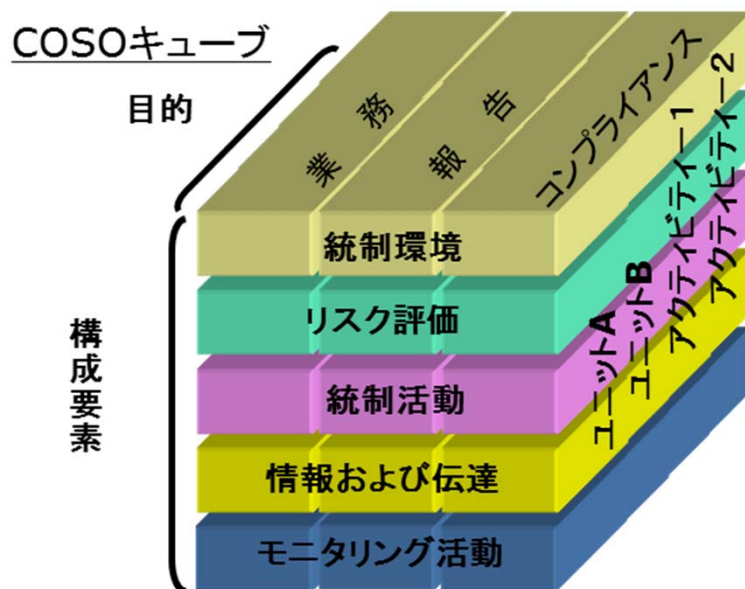 COSOキューブ
目的
業務
報告
コンプライアンス
構成要素
統制環境
リスク評価
統制活動
情報および伝達
モニタリング活動
ユニットA
ユニットB
アクティビティー1
アクティビティー2